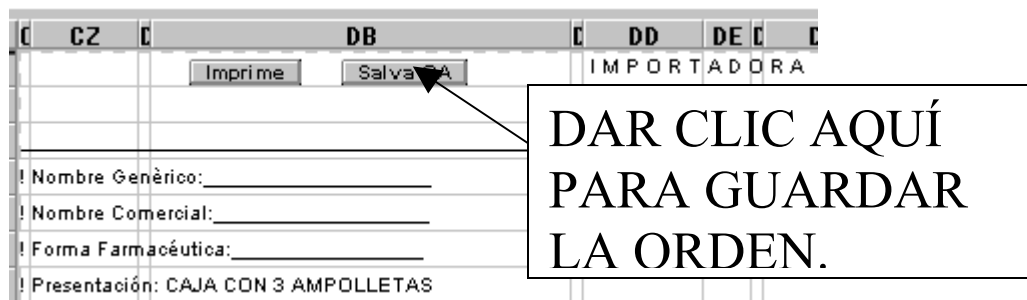 C CZ D DB D DD DE D D
Imprime Salva OA IMPORTADORA
DAR CLIC AQUÍ
PARA GUARDAR
LA ORDEN.
! Nombre Genèrico:
! Nombre Comercial:
! Forma Farmacéutica:
! Presentación: CAJA CON 3 AMPOLLETAS